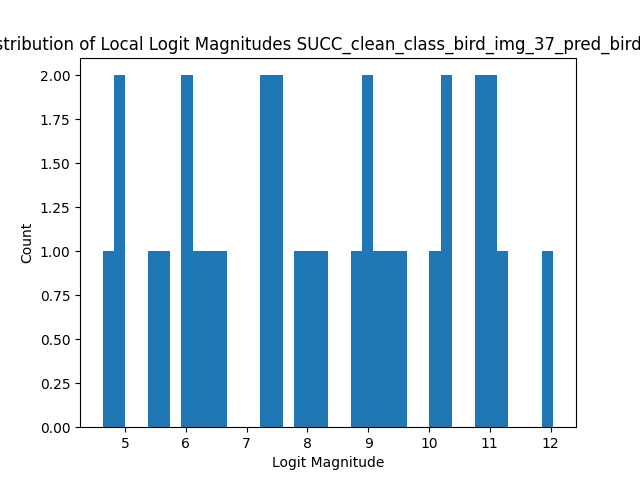 stribution of Local Logit Magnitudes SUCC_clean_class_bird_img_37_pred_bird
2.00
1.75
1.50
1.25
1.00
0.75
0.50
0.25
0.00
Count
5 6 7 8 9 10 11 12
Logit Magnitude